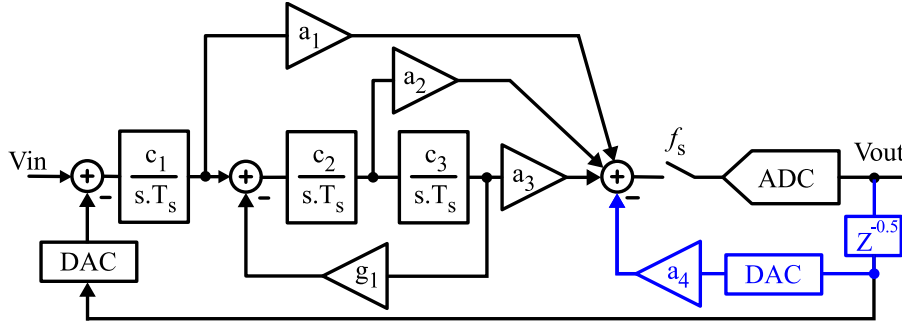 a1
a2
Vin
+
−
c1
s.Ts
+
−
c2
s.Ts
c3
s.Ts
a3
+
−
fs
ADC
Vout
Z-0.5
DAC
g1
a4
DAC